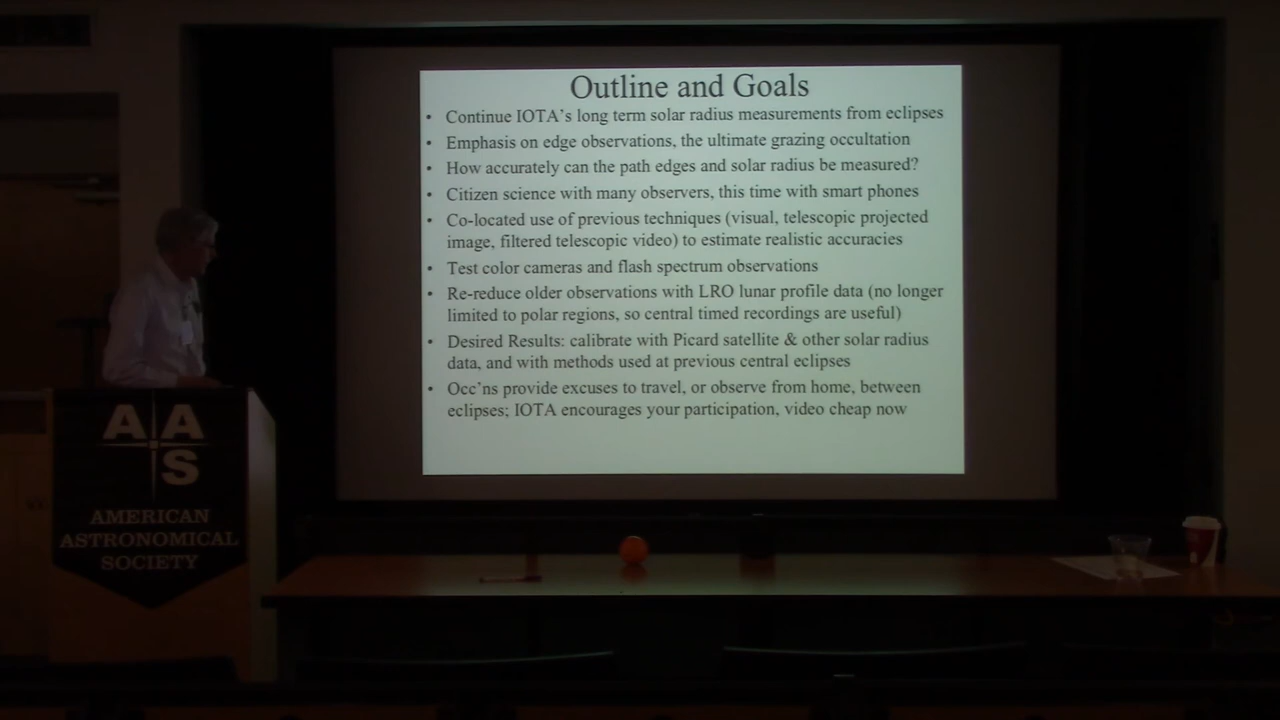 Outline and Goals
• Continue IOTA's long term solar radius measurements from eclipses
• Emphasis on edge observations, the ultimate grazing occultation
• How accurately can the path edges and solar radius be measured?
• Citizen science with many observers, this time with smart phones
• Co-located use of previous techniques (visual, telescopic projected
image, filtered telescopic video) to estimate realistic accuracies
• Test color cameras and flash spectrum observations
• Re-reduce older observations with LRO lunar profile data (no longer
limited to polar regions, so central timed recordings are useful)
• Desired Results: calibrate with Picard satellite & other solar radius
data, and with methods used at previous central eclipses
• Occ'ns provide excuses to travel, or observe from home, between
eclipses; IOTA encourages your participation, video cheap now
AAS
AMERICAN
ASTRONOMICAL
SOCIETY